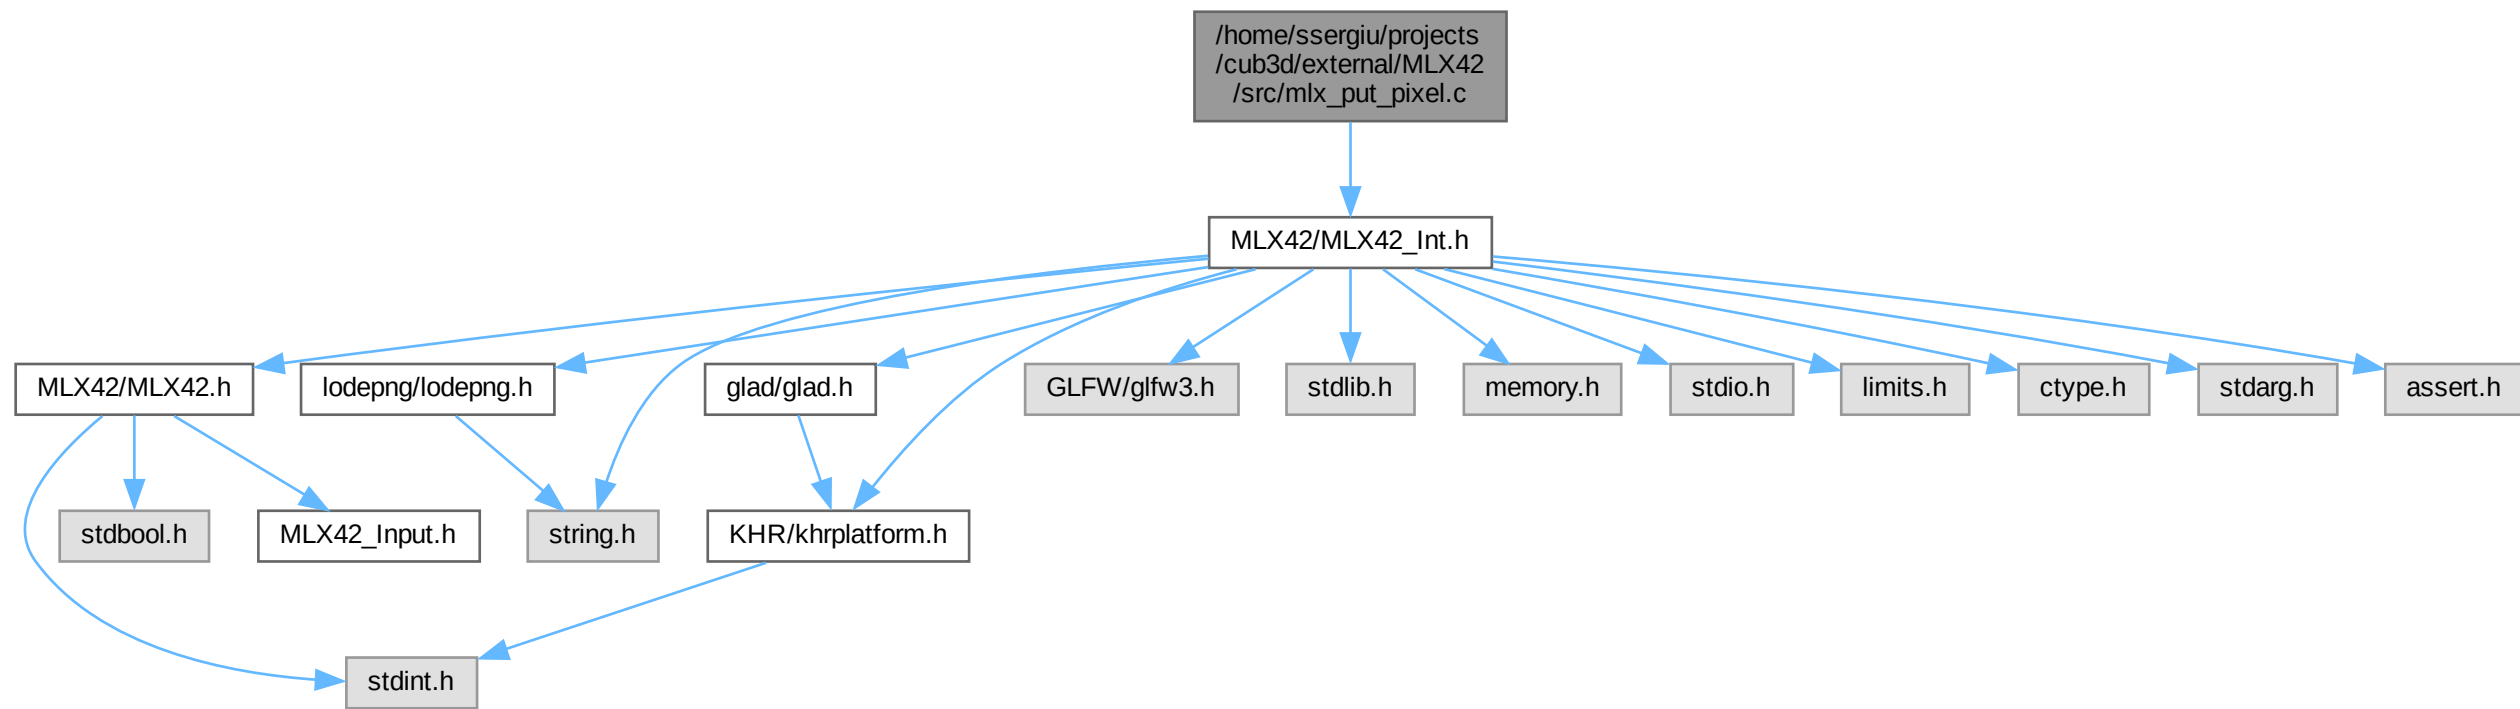 /home/ssergiu/projects
/cub3d/external/MLX42
/src/mlx_put_pixel.c
MLX42/MLX42_Int.h
MLX42/MLX42.h
lodepng/lodepng.h
glad/glad.h
GLFW/glfw3.h
stdlib.h
memory.h
stdio.h
limits.h
ctype.h
stdarg.h
assert.h
stdbool.h
MLX42_Input.h
string.h
KHR/khrplatform.h
stdint.h